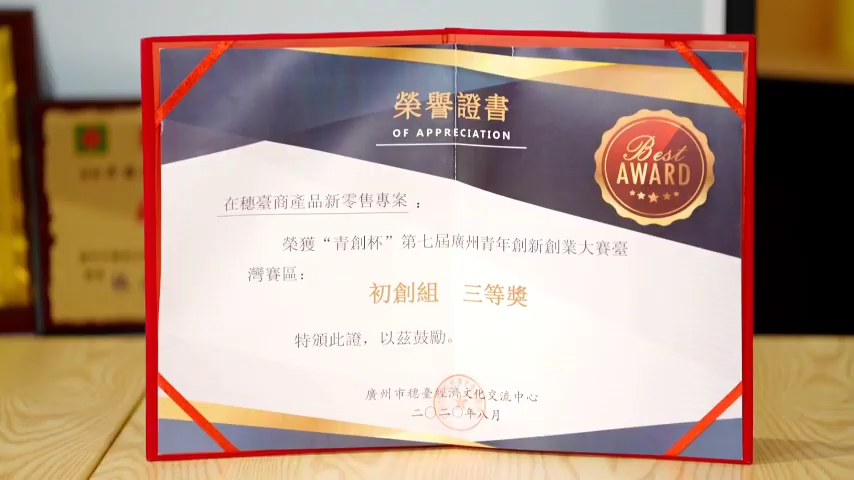 榮譽證書
OF APPRECIATION
Best
AWARD
在穗臺商產品新零售專案：
榮獲“青創杯”第七屆廣州青年創新創業大賽臺
灣賽區：
初創組 三等獎
特頒此證，以茲鼓勵。
廣州市穗臺經濟文化交流中心
二〇二〇年八月